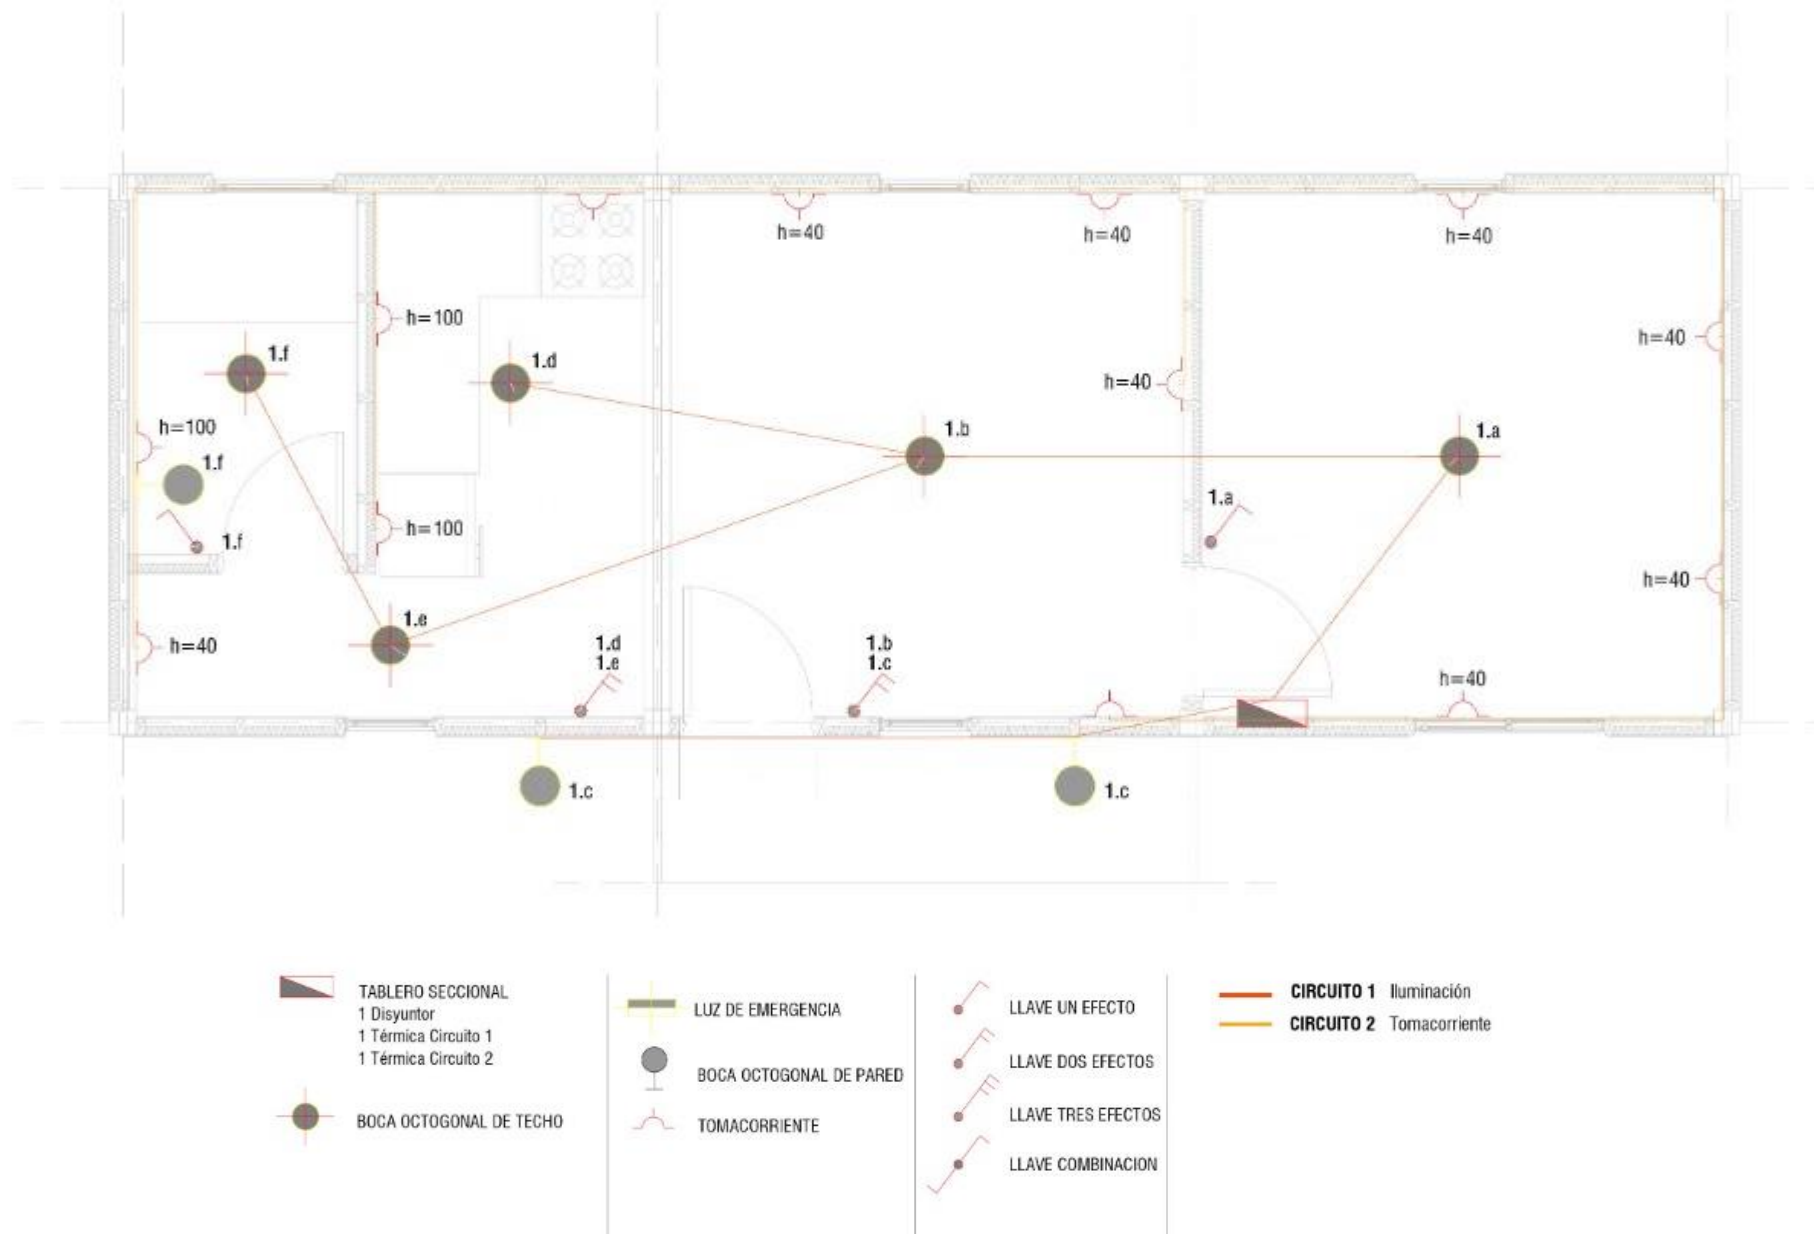 h=40
h=40
h=40
h=100
h=40
1.f
1.d
h=40
h=100
1.b
1.a
1.f
1.a
h=100
1.f
h=40
1.e
h=40
1.d
1.e
1.b
1.c
h=40
1.c
1.c
TABLERO SECCIONAL
1 Disyuntor
1 Térmica Circuito 1
1 Térmica Circuito 2
BOCA OCTOGONAL DE TECHO
LUZ DE EMERGENCIA
BOCA OCTOGONAL DE PARED
TOMACORRIENTE
LLAVE UN EFECTO
LLAVE DOS EFECTOS
LLAVE TRES EFECTOS
LLAVE COMBINACION
CIRCUITO 1 Iluminación
CIRCUITO 2 Tomacorriente